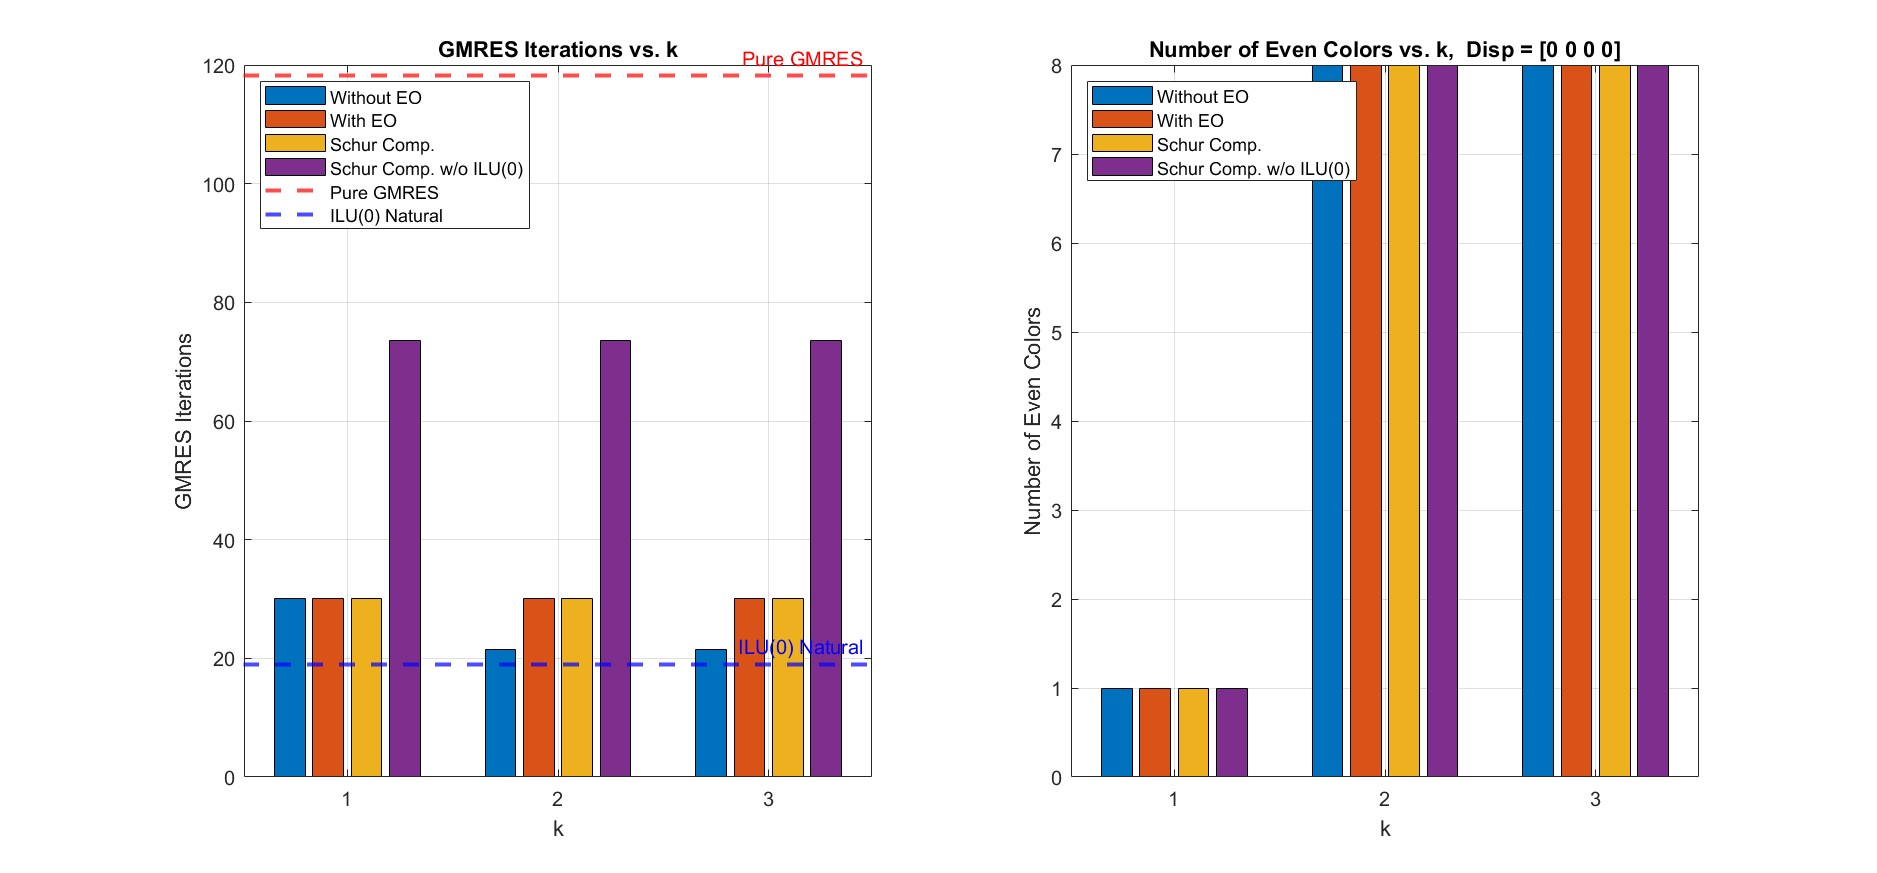 GMRES Iterations vs. k
Pure GMRES
120
100
80
60
40
20
0
GMRES Iterations
Without EO
With EO
Schur Comp.
Schur Comp. w/o ILU(0)
Pure GMRES
ILU(0) Natural
ILU(0) Natural
1
2
3
k
Number of Even Colors vs. k,  Disp = [0 0 0 0]
8
7
6
5
4
3
2
1
0
Number of Even Colors
Without EO
With EO
Schur Comp.
Schur Comp. w/o ILU(0)
1
2
3
k